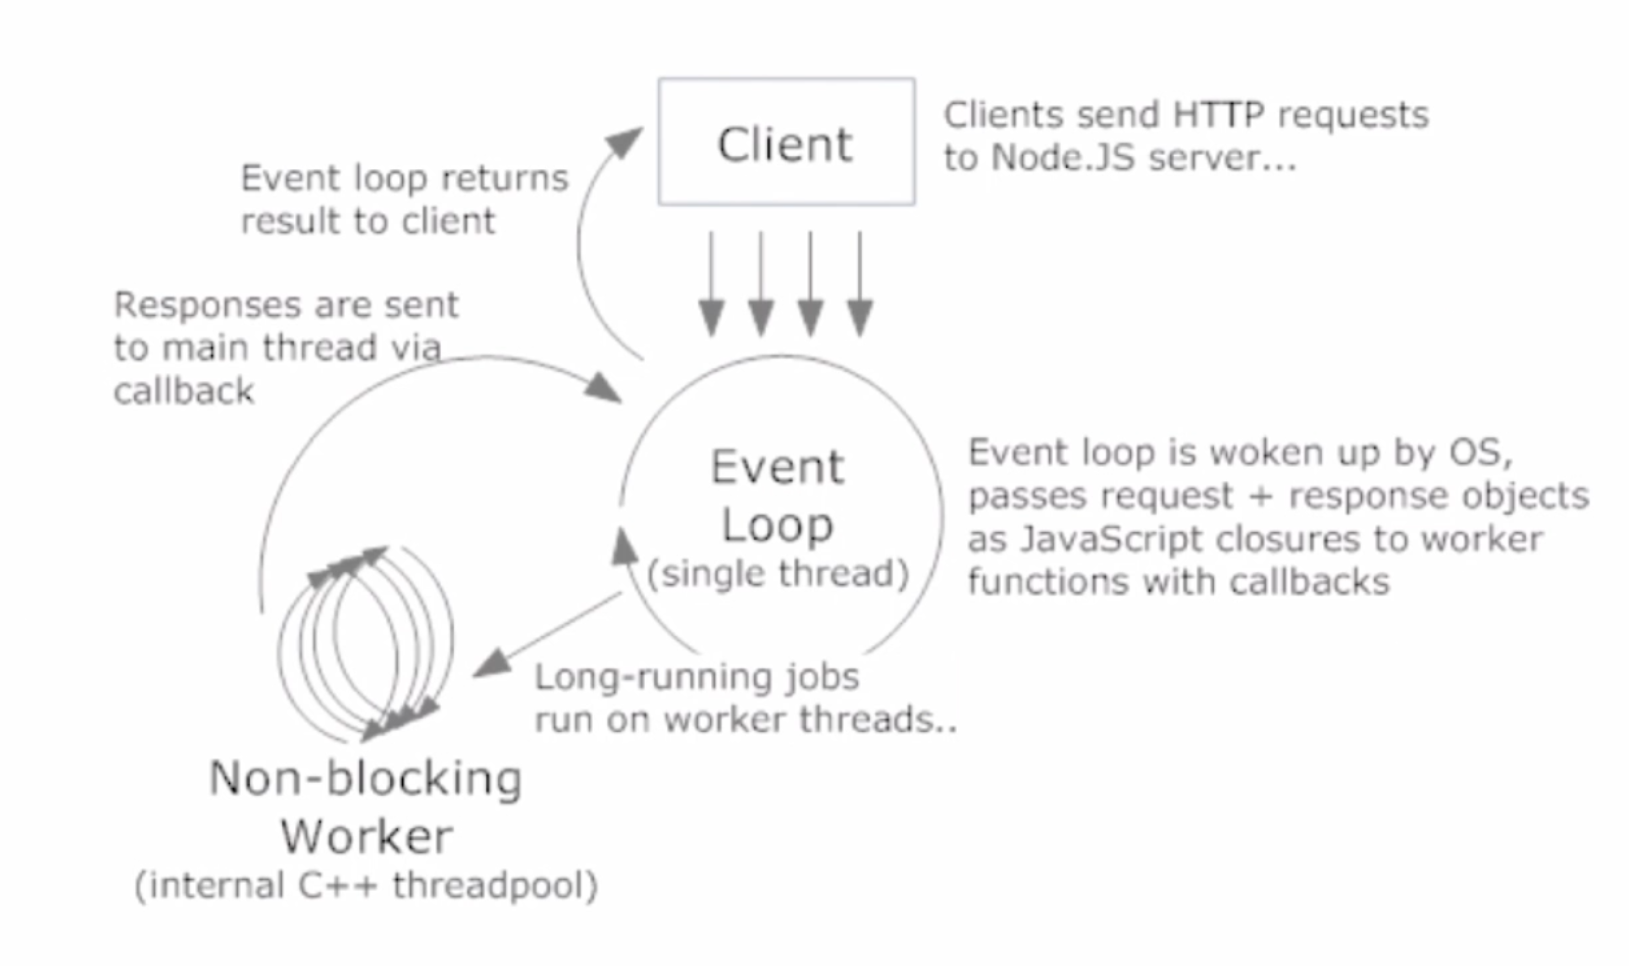 Client
Clients send HTTP requests
to Node.JS server...
Event loop returns
result to client
Responses are sent
to main thread via
callback
Event
Loop
(single thread)
Event loop is woken up by OS,
passes request + response objects
as JavaScript closures to worker
functions with callbacks
Long-running jobs
run on worker threads..
Non-blocking
Worker
(internal C++ threadpool)